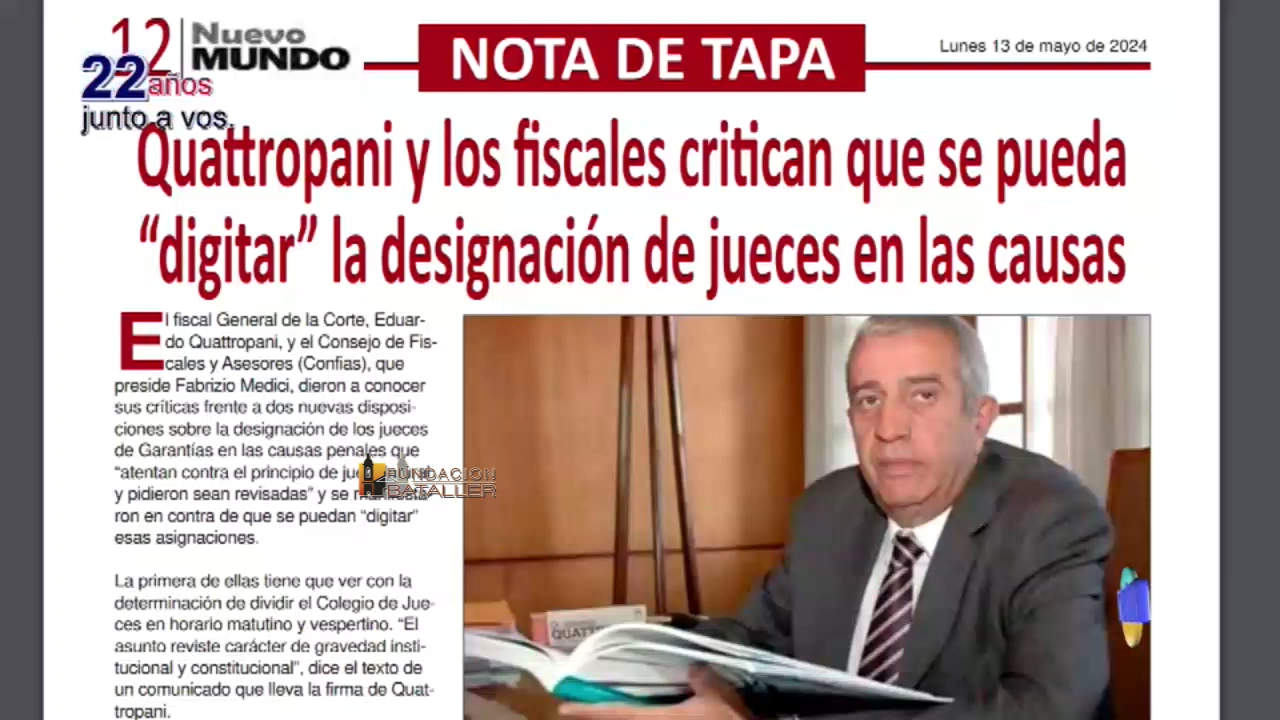 12
Nuevo
MUNDO
NOTA DE TAPA
Lunes 13 de mayo de 2024
22 años
junto a vos.
Quattropani y los fiscales critican que se pueda
“digitar” la designación de jueces en las causas
El fiscal General de la Corte, Eduar-
do Quattropani, y el Consejo de Fis-
cales y Asesores (Confias), que
preside Fabrizio Medici, dieron a conocer
sus críticas frente a dos nuevas disposi-
ciones sobre la designación de los jueces
de Garantías en las causas penales que
“atentan contra el principio de
y pidieron sean revisadas” y se
ron en contra de que se puedan “digitar”
esas asignaciones.
FUNDACION
BATALLER
La primera de ellas tiene que ver con la
determinación de dividir el Colegio de Jue-
ces en horario matutino y vespertino. “El
asunto reviste carácter de gravedad insti-
tucional y constitucional”, dice el texto de
un comunicado que lleva la firma de Quat-
tropani.